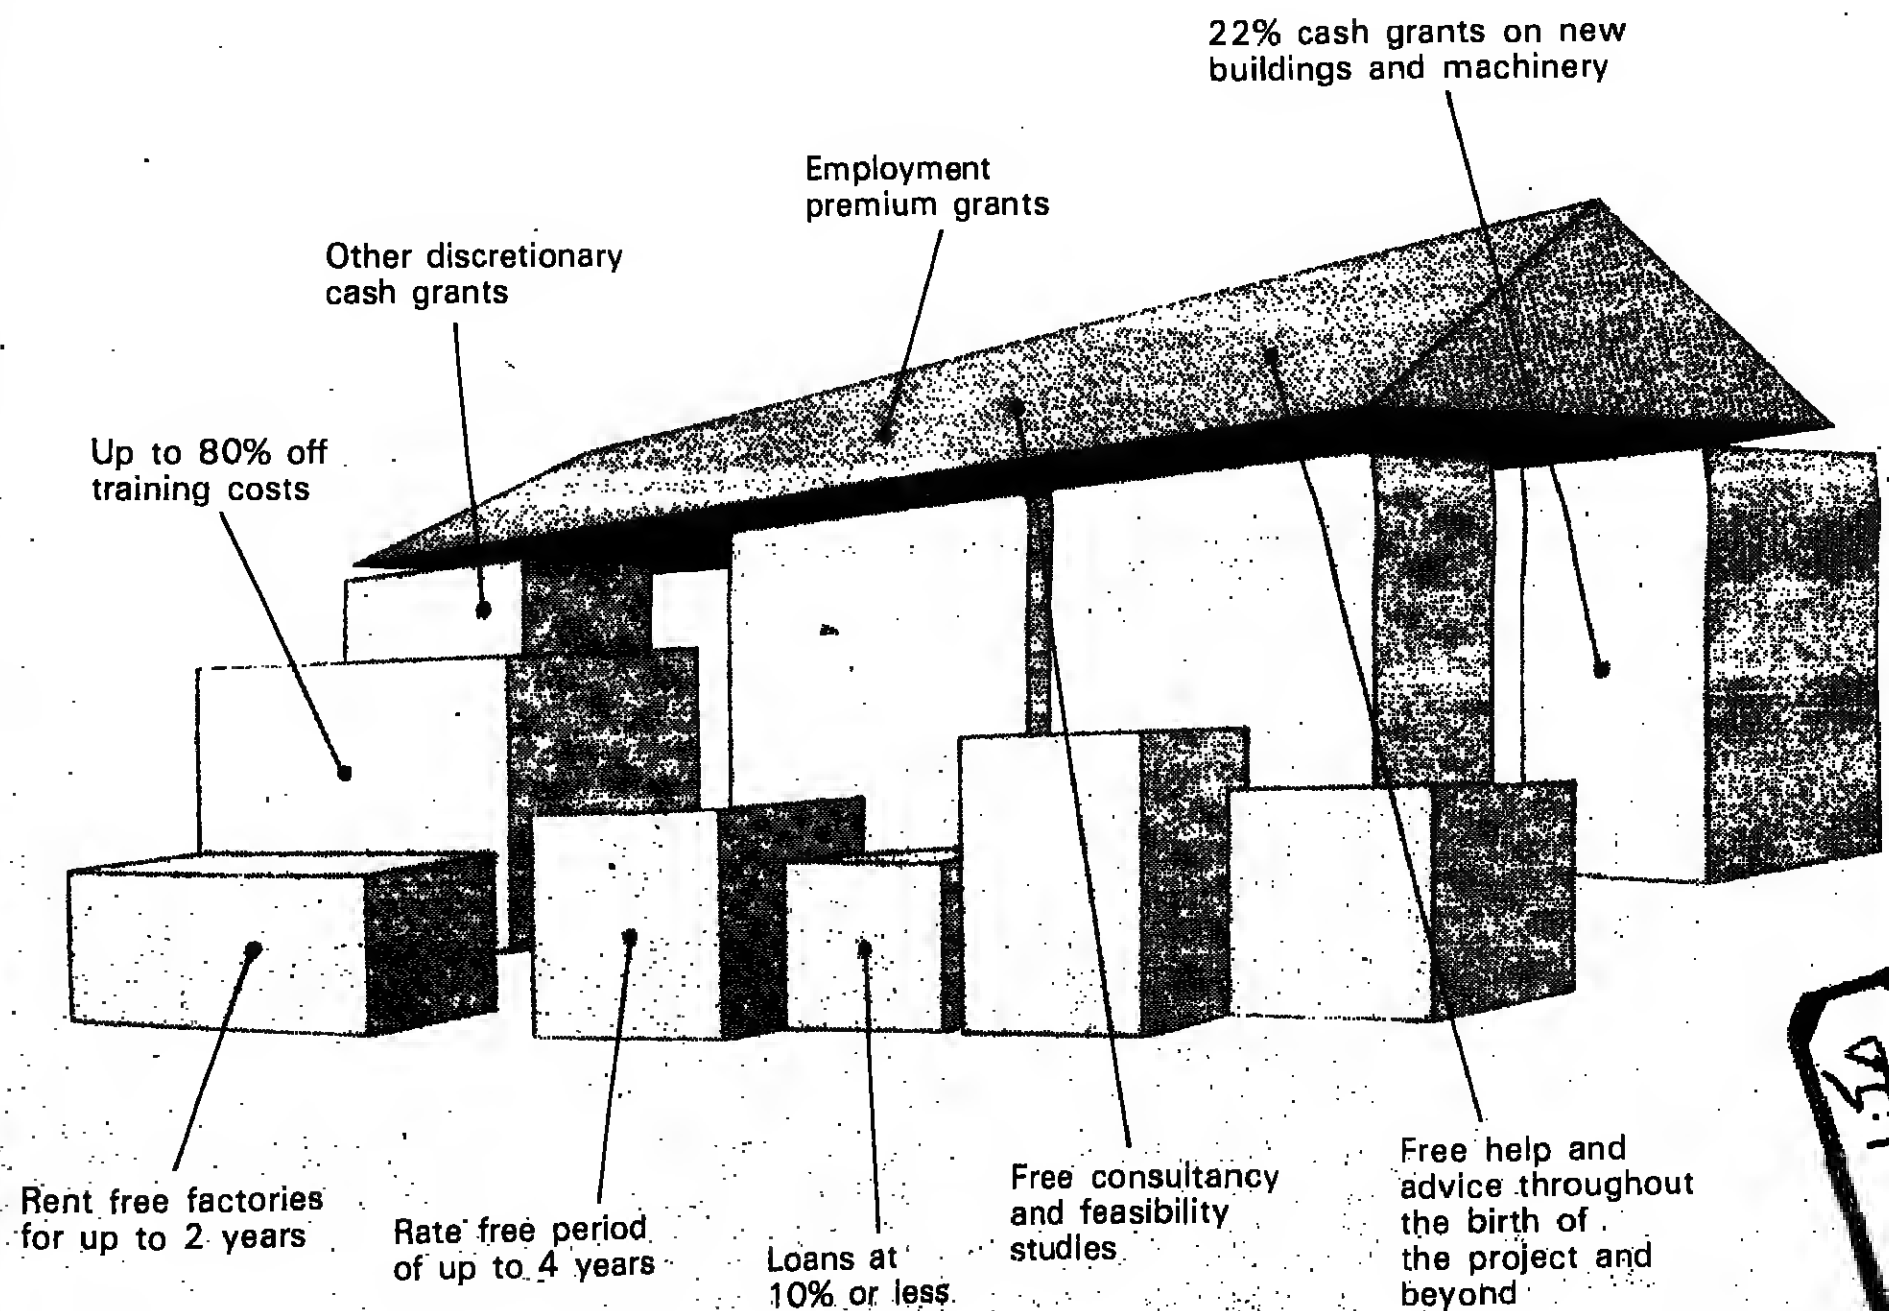 22% cash grants on new
buildings and machinery
Employment
premium grants
Other discretionary
cash grants
Up to 80% off
training costs
Rent free factories
for up to 2 years
Rate free period
of up to 4 years
Loans at
10% or less
Free consultancy
and feasibility
studies
Free help and
advice throughout
the birth of
the project and
beyond